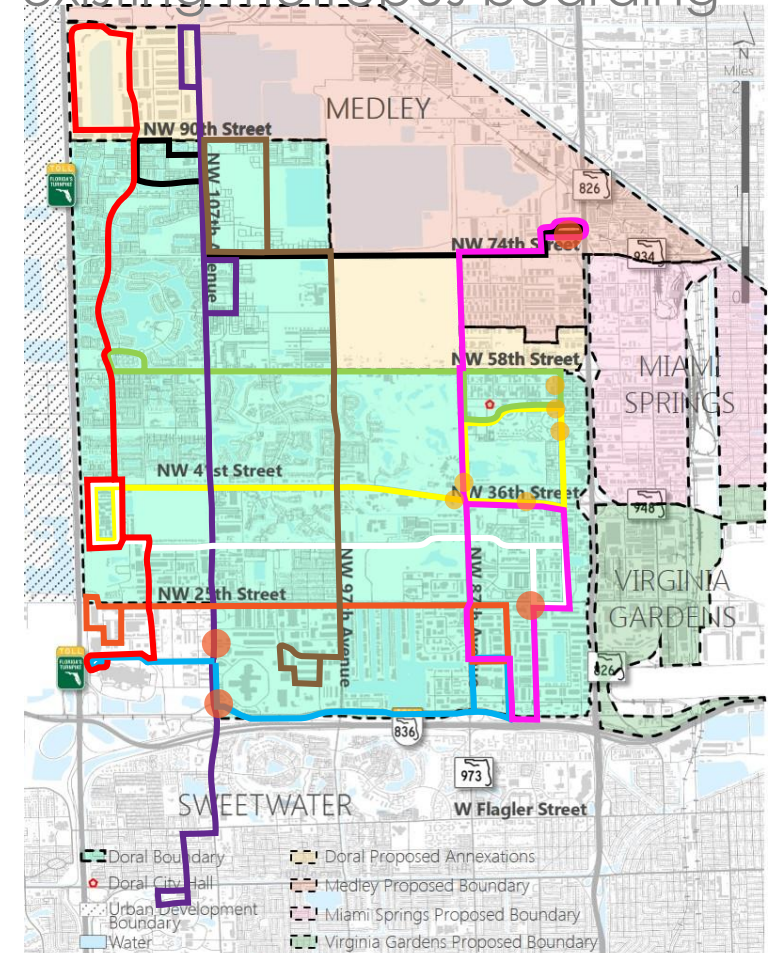 existing metrobus boarding
N
Miles
2
1
0
MEDLEY
NW 90th Street
TOLL
FLORIDA'S
TURNPIKE
826
NW 107th
Avenue
NW 74th Street
934
NW 58th Street
MIAMI
SPRINGS
NW 41st Street
NW 36th Street
948
NW 97th Avenue
NW 87th Avenue
VIRGINIA
GARDENS
NW 25th Street
TOLL
FLORIDA'S
TURNPIKE
826
836
973
SWEETWATER
W Flagler Street
Doral Boundary
Doral City Hall
Urban Development
Boundary
Water
Doral Proposed Annexations
Medley Proposed Boundary
Miami Springs Proposed Boundary
Virginia Gardens Proposed Boundary